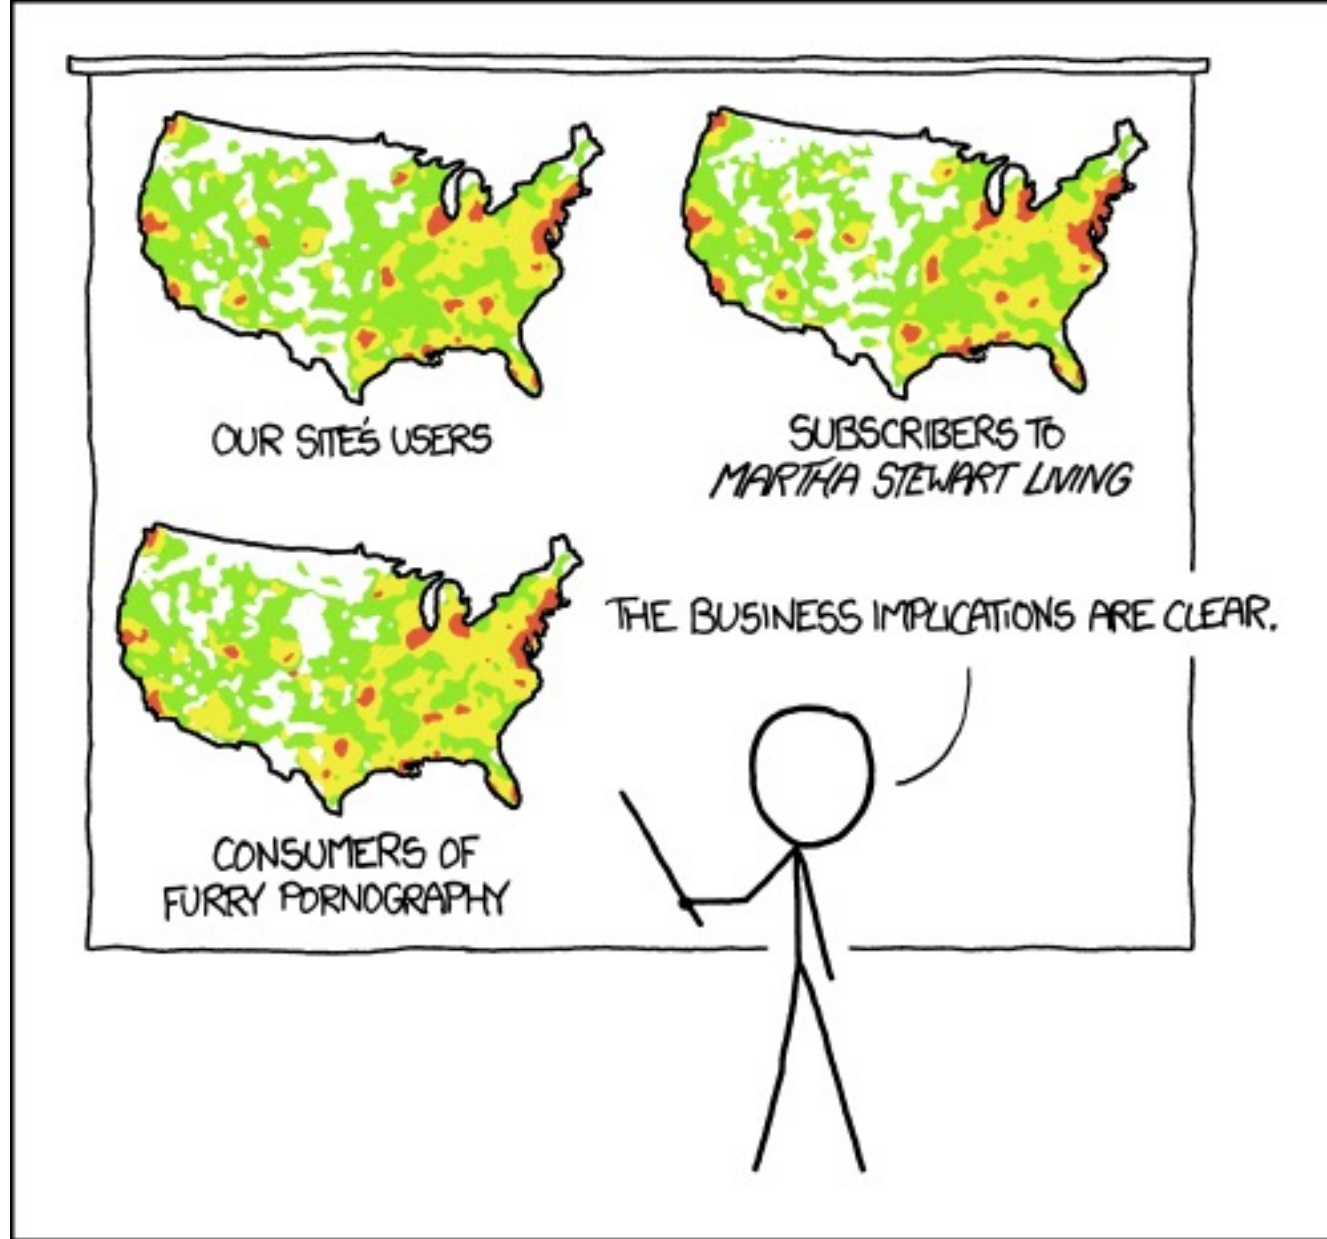 OUR SITE'S USERS
SUBSCRIBERS TO
MARTHA STEWART LIVING
CONSUMERS OF
FURRY PORNOGRAPHY
THE BUSINESS IMPLICATIONS ARE CLEAR.